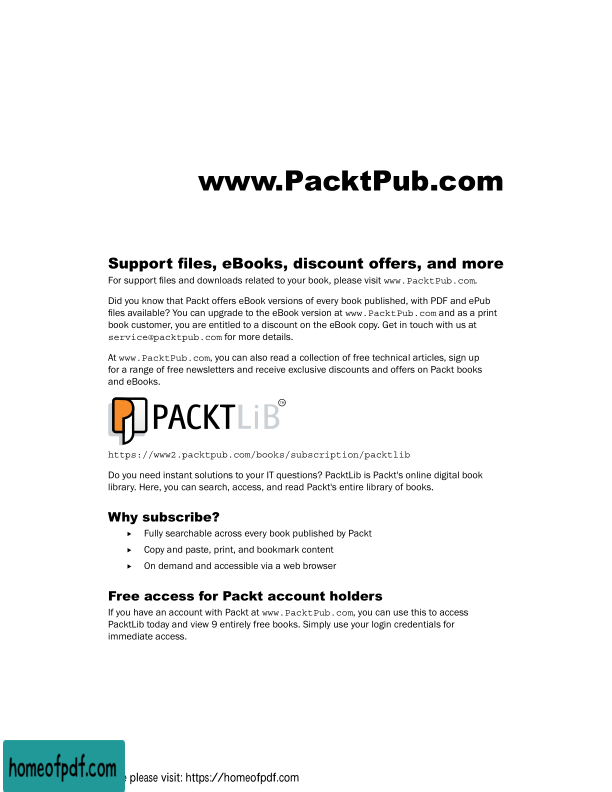 www.PacktPub.com
Support files, eBooks, discount offers, and more
For support files and downloads related to your book, please visit www.PacktPub.com.
Did you know that Packt offers eBook versions of every book published, with PDF and ePub
files available? You can upgrade to the eBook version at www.PacktPub.com and as a print
book customer, you are entitled to a discount on the eBook copy. Get in touch with us at
service@packtpub.com for more details.
At www.PacktPub.com, you can also read a collection of free technical articles, sign up
for a range of free newsletters and receive exclusive discounts and offers on Packt books
and eBooks.
PACKTLiB
https://www2.packtpub.com/books/subscription/packtlib
Do you need instant solutions to your IT questions? PacktLib is Packt's online digital book
library. Here, you can search, access, and read Packt's entire library of books.
Why subscribe?
▸ Fully searchable across every book published by Packt
▸ Copy and paste, print, and bookmark content
▸ On demand and accessible via a web browser
Free access for Packt account holders
If you have an account with Packt at www.PacktPub.com, you can use this to access
PacktLib today and view 9 entirely free books. Simply use your login credentials for
immediate access.
homeofpdf.com
please visit: https://homeofpdf.com